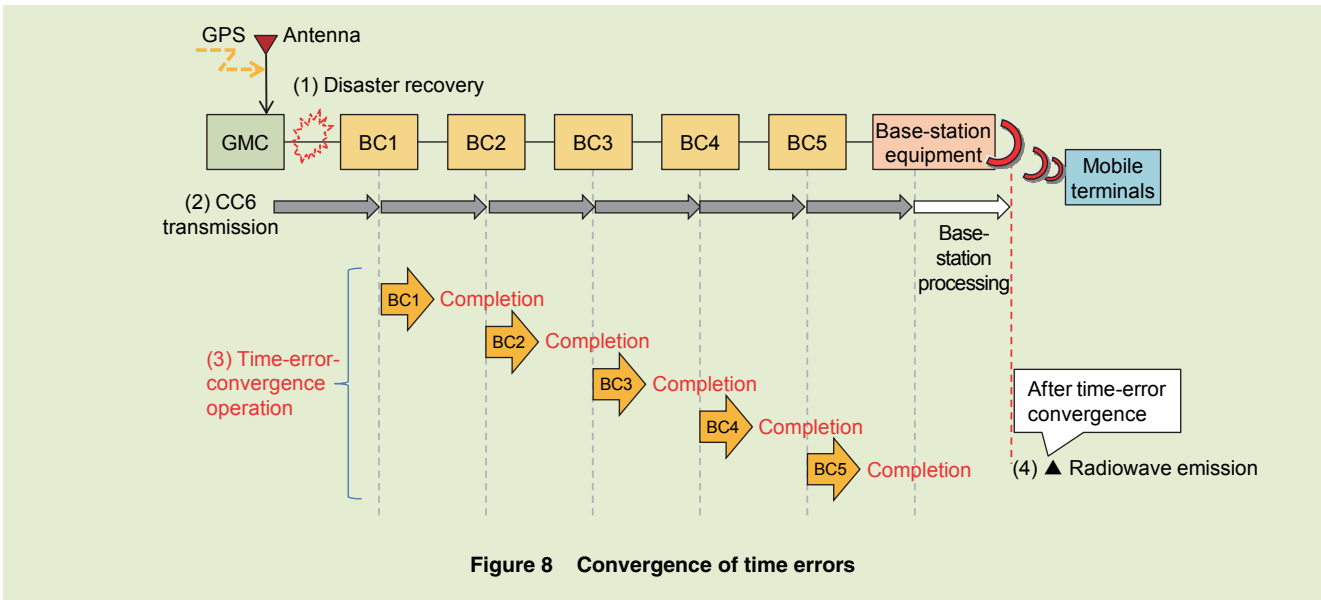 GPS
Antenna
(1) Disaster recovery
GMC
BC1
BC2
BC3
BC4
BC5
Base-station
equipment
Mobile
terminals
(2) CC6
transmission
Base-
station
processing
BC1
Completion
BC2
Completion
(3) Time-error-
convergence
operation
BC3
Completion
BC4
Completion
BC5
Completion
After time-error
convergence
(4) ▲ Radiowave emission
Figure 8 Convergence of time errors